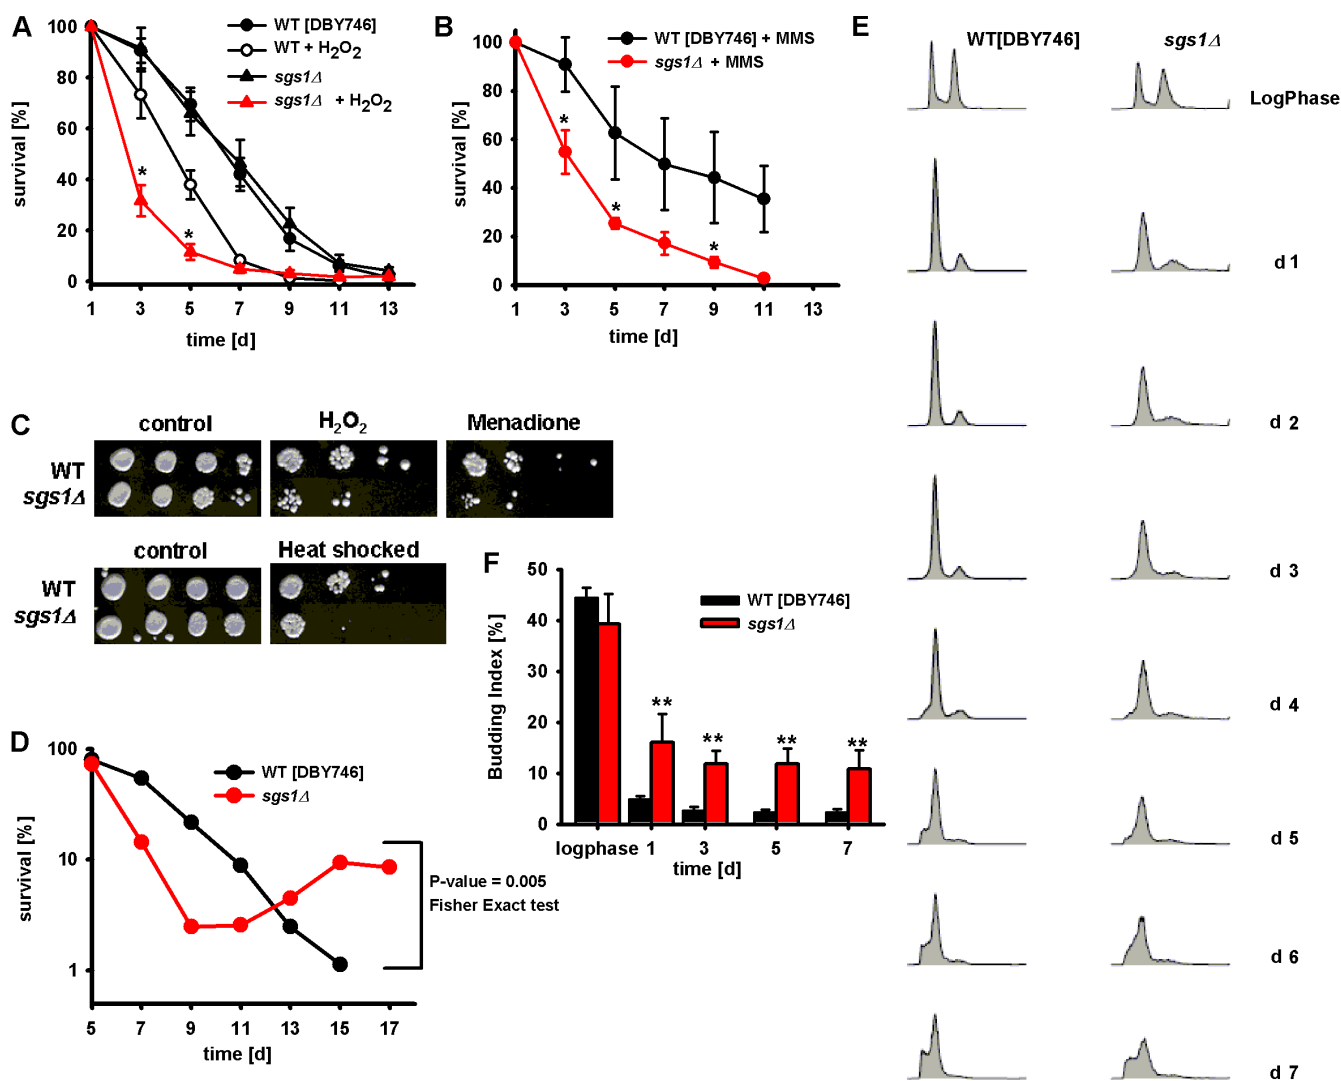 A
survival [%]
100
80
60
40
20
0
1 3 5 7 9 11 13
time [d]
WT [DBY746]
WT + H2O2
sgs1Δ
sgs1Δ + H2O2
*
*
B
survival [%]
100
80
60
40
20
0
1 3 5 7 9 11 13
time [d]
WT [DBY746] + MMS
sgs1Δ + MMS
*
*
*
C
control H2O2 Menadione
WT
sgs1Δ
control Heat shocked
WT
sgs1Δ
D
survival [%]
100
10
1
5 7 9 11 13 15 17
time [d]
WT [DBY746]
sgs1Δ
P-value = 0.005
Fisher Exact test
E
WT[DBY746] sgs1Δ
LogPhase
d 1
d 2
d 3
d 4
d 5
d 6
d 7
F
Budding Index [%]
50
40
30
20
10
0
logphase 1 3 5 7
time [d]
WT [DBY746]
sgs1Δ
** ** ** **